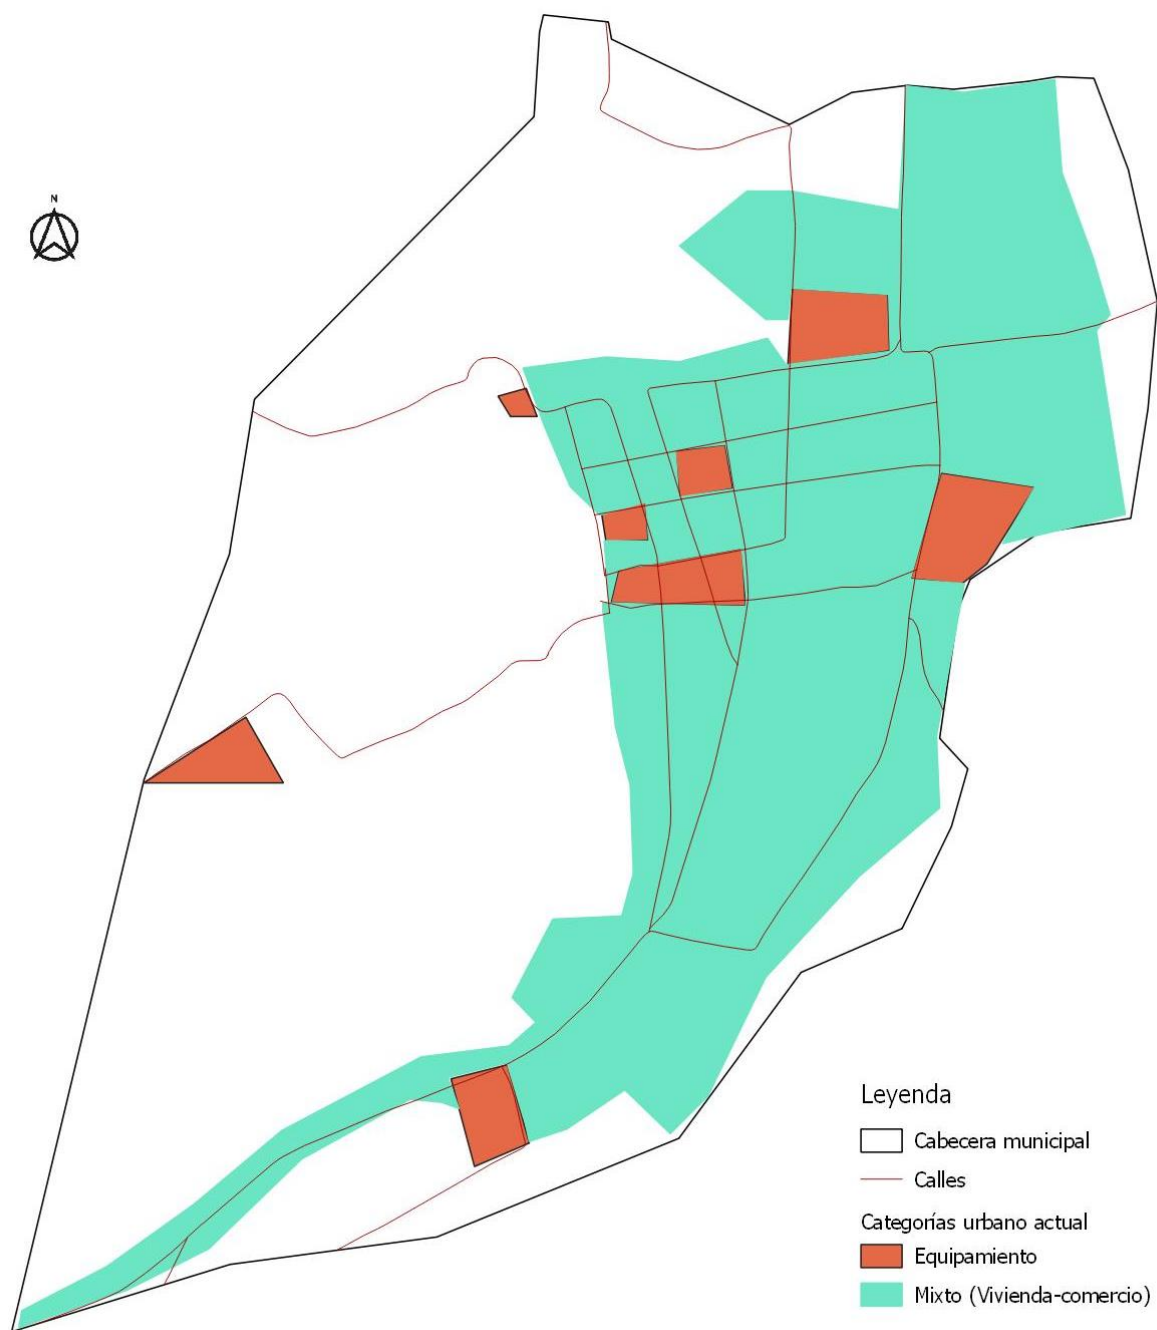 N
Leyenda
Cabecera municipal
Calles
Categorías urbano actual
Equipamiento
Mixto (Vivienda-comercio)